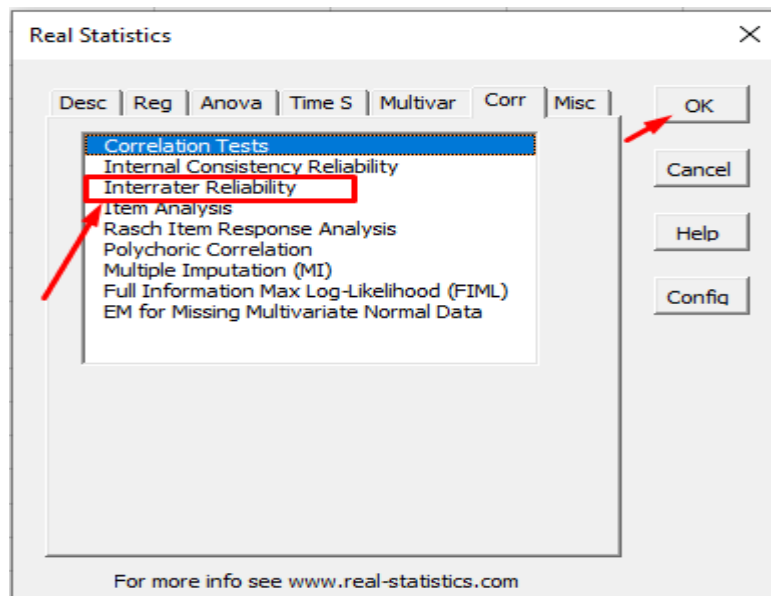 Real Statistics
Desc Reg Anova Time S Multivar Corr Misc
OK
Correlation Tests
Internal Consistency Reliability
Interrater Reliability
Item Analysis
Rasch Item Response Analysis
Polychoric Correlation
Multiple Imputation (MI)
Full Information Max Log-Likelihood (FIML)
EM for Missing Multivariate Normal Data
Cancel
Help
Config
For more info see www.real-statistics.com